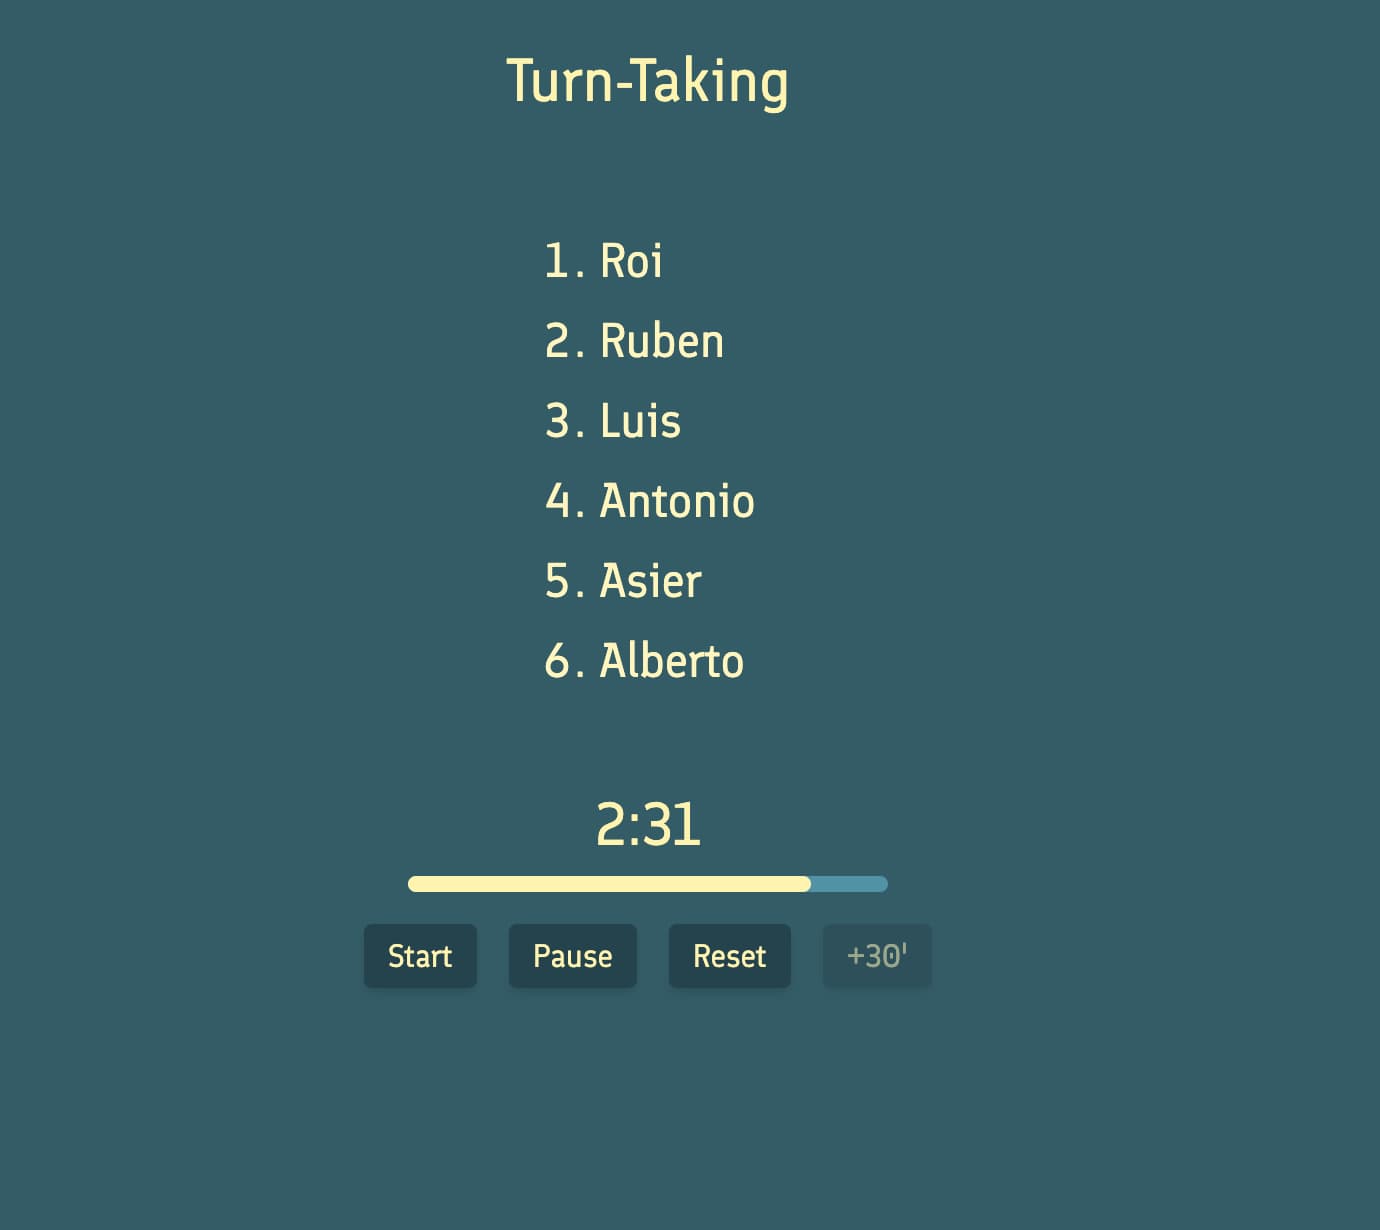 Turn-Taking
1. Roi
2. Ruben
3. Luis
4. Antonio
5. Asier
6. Alberto
2:31
Start Pause Reset +30'